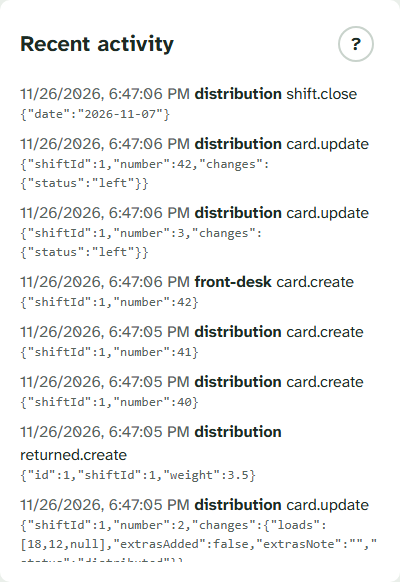 Recent activity
?
11/26/2026, 6:47:06 PM distribution shift.close
{"date":"2026-11-07"}
11/26/2026, 6:47:06 PM distribution card.update
{"shiftId":1,"number":42,"changes":
{"status":"left"}}
11/26/2026, 6:47:06 PM distribution card.update
{"shiftId":1,"number":3,"changes":
{"status":"left"}}
11/26/2026, 6:47:06 PM front-desk card.create
{"shiftId":1,"number":42}
11/26/2026, 6:47:05 PM distribution card.create
{"shiftId":1,"number":41}
11/26/2026, 6:47:05 PM distribution card.create
{"shiftId":1,"number":40}
11/26/2026, 6:47:05 PM distribution
returned.create
{"id":1,"shiftId":1,"weight":3.5}
11/26/2026, 6:47:05 PM distribution card.update
{"shiftId":1,"number":2,"changes":{"loads":
[18,12,null],"extrasAdded":false,"extrasNote":"","
status":"distributed"}}